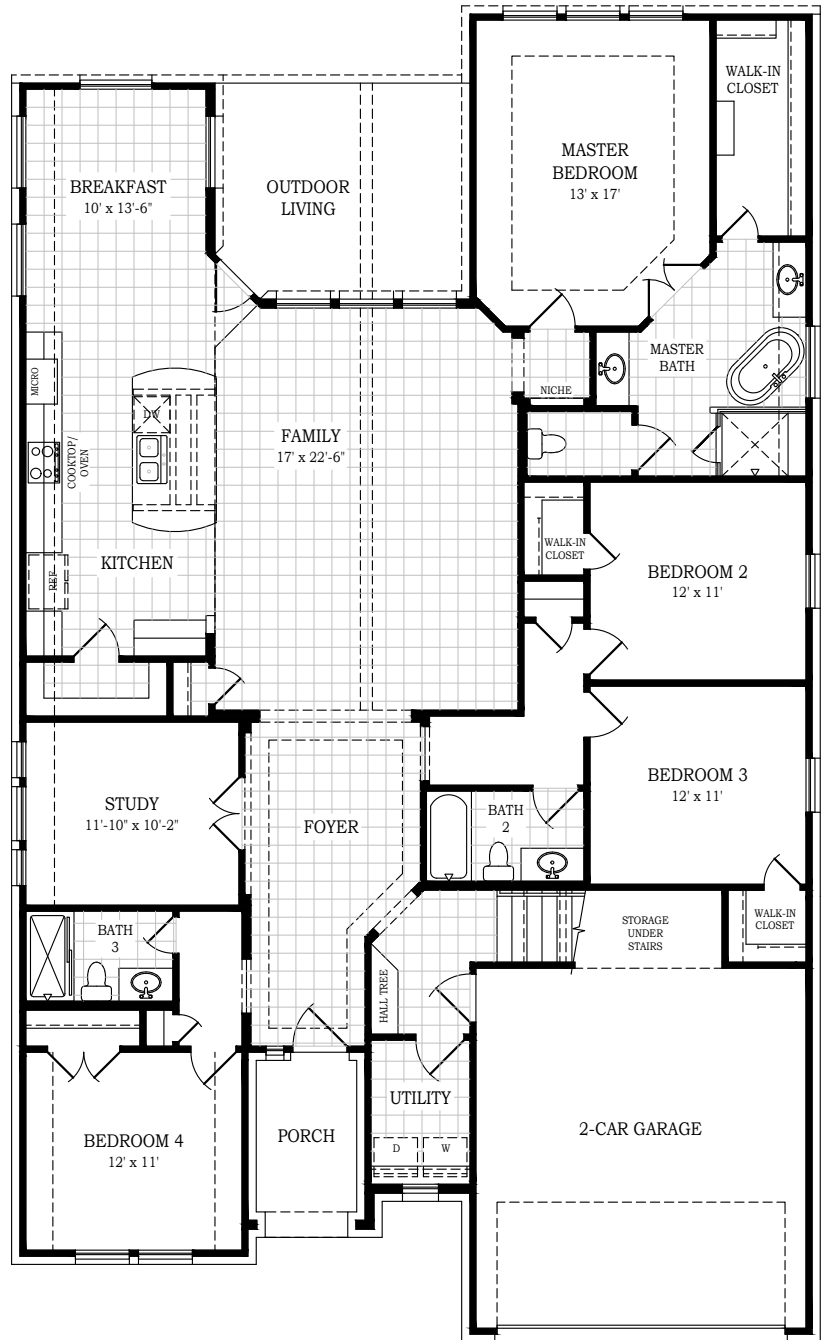 WALK-IN
CLOSET
MASTER
BEDROOM
13' x 17'
BREAKFAST
10' x 13'-6"
OUTDOOR
LIVING
MASTER
BATH
MICRO
NICHE
DW
FAMILY
17' x 22'-6"
COOKTOP/
OVEN
WALK-IN
CLOSET
KITCHEN
REF
BEDROOM 2
12' x 11'
BEDROOM 3
12' x 11'
STUDY
11'-10" x 10'-2"
FOYER
BATH
2
WALK-IN
CLOSET
STORAGE
UNDER
STAIRS
BATH
3
HALL TREE
UTILITY
PORCH
2-CAR GARAGE
BEDROOM 4
12' x 11'
D
W